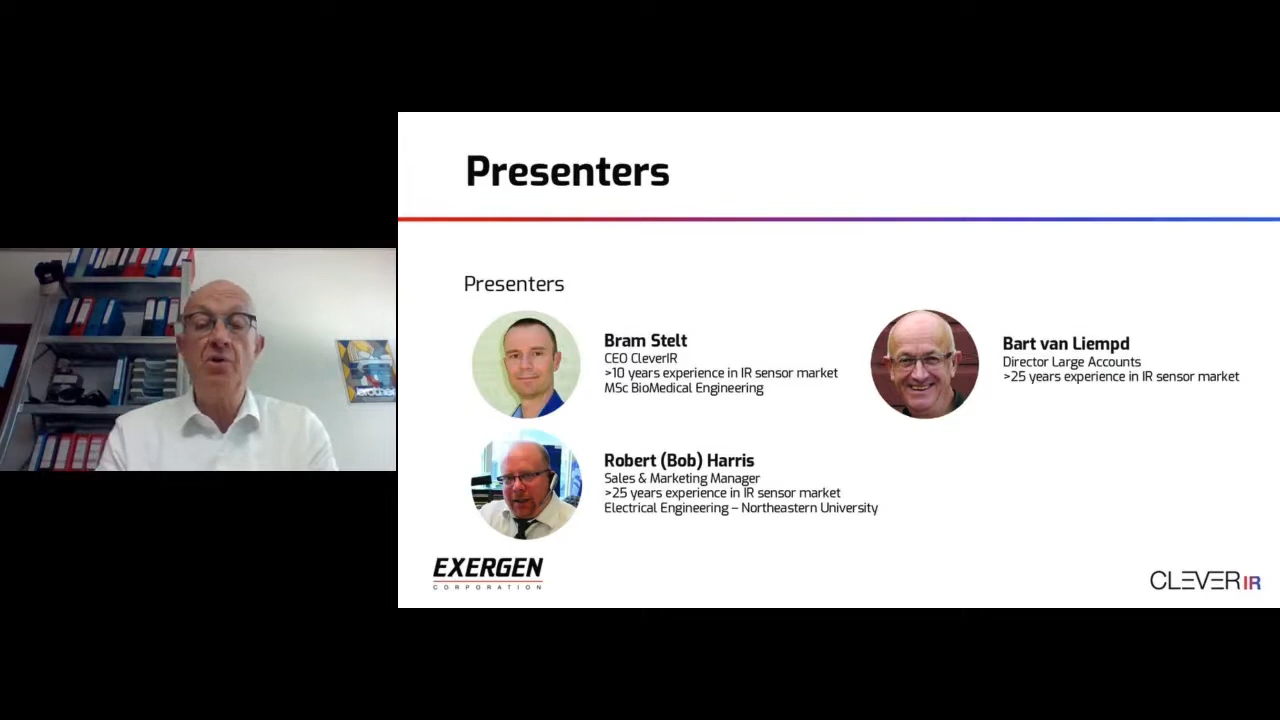 Presenters
Presenters
Bram Stelt
CEO CleverIR
>10 years experience in IR sensor market
MSc BioMedical Engineering
Bart van Liempd
Director Large Accounts
>25 years experience in IR sensor market
Robert (Bob) Harris
Sales & Marketing Manager
>25 years experience in IR sensor market
Electrical Engineering – Northeastern University
EXERGEN
CORPORATION
CLEVER IR